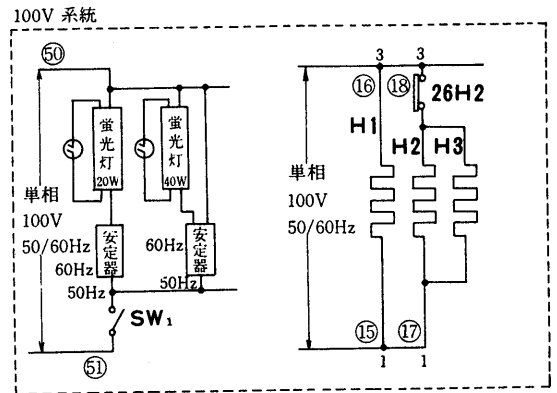 100V 系統
㊿
蛍光灯
20W
蛍光灯
40W
単相
100V
50/60Hz
安定器
60Hz
50Hz
60Hz
安定器
50Hz
SW₁
51
3
3
⑯
⑱
26H2
H1
H2
H3
単相
100V
50/60Hz
⑮
⑰
1
1